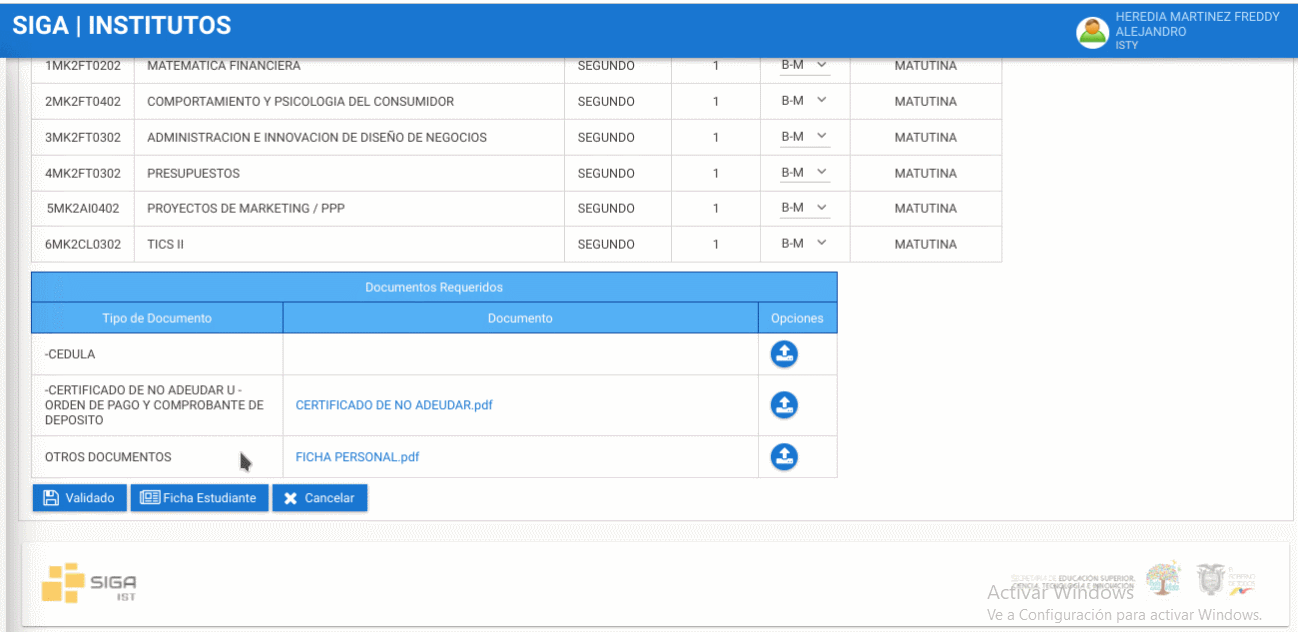 SIGA | INSTITUTOS
HEREDIA MARTINEZ FREDDY
ALEJANDRO
ISTY
1MK2FT0202 MATEMATICA FINANCIERA SEGUNDO 1 B-M MATUTINA
2MK2FT0402 COMPORTAMIENTO Y PSICOLOGIA DEL CONSUMIDOR SEGUNDO 1 B-M MATUTINA
3MK2FT0302 ADMINISTRACION E INNOVACION DE DISEÑO DE NEGOCIOS SEGUNDO 1 B-M MATUTINA
4MK2FT0302 PRESUPUESTOS SEGUNDO 1 B-M MATUTINA
5MK2AI0402 PROYECTOS DE MARKETING / PPP SEGUNDO 1 B-M MATUTINA
6MK2CL0302 TICS II SEGUNDO 1 B-M MATUTINA
Documentos Requeridos
Tipo de Documento Documento Opciones
-CEDULA
-CERTIFICADO DE NO ADEUDAR U -
ORDEN DE PAGO Y COMPROBANTE DE
DEPOSITO
CERTIFICADO DE NO ADEUDAR.pdf
OTROS DOCUMENTOS FICHA PERSONAL.pdf
Validado Ficha Estudiante Cancelar
SIGA
IST
SECRETARÍA DE EDUCACIÓN SUPERIOR,
CIENCIA, TECNOLOGÍA E INNOVACIÓN
Activar Windows
Ve a Configuración para activar Windows.